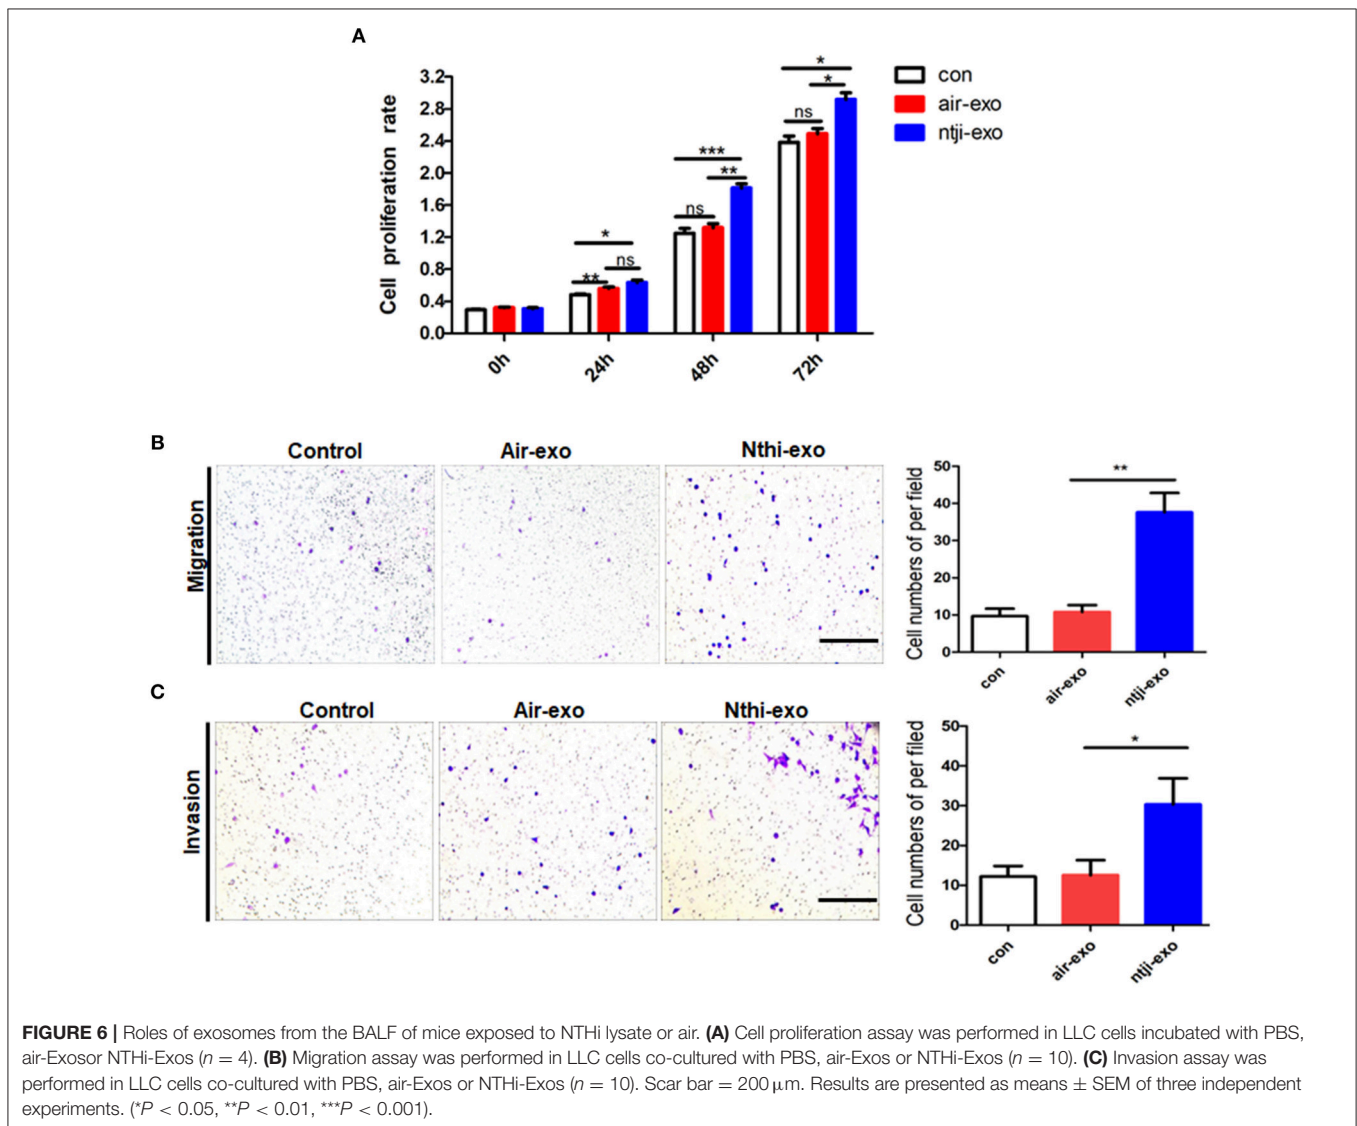 A
3.2
2.8
2.4
2.0
1.6
1.2
0.8
0.4
0.0
Cell proliferation rate
con
air-exo
ntji-exo
** * ns
ns *** **
ns * *
0h 24h 48h 72h
B
Control Air-exo Nthi-exo
Migration
Cell numbers of per field
50
40
30
20
10
0
**
con air-exo ntji-exo
C
Control Air-exo Nthi-exo
Invasion
Cell numbers of per filed
50
40
30
20
10
0
*
con air-exo ntji-exo
FIGURE 6 | Roles of exosomes from the BALF of mice exposed to NTHi lysate or air. (A) Cell proliferation assay was performed in LLC cells incubated with PBS,
air-Exosor NTHi-Exos (n = 4). (B) Migration assay was performed in LLC cells co-cultured with PBS, air-Exos or NTHi-Exos (n = 10). (C) Invasion assay was
performed in LLC cells co-cultured with PBS, air-Exos or NTHi-Exos (n = 10). Scar bar = 200 μm. Results are presented as means ± SEM of three independent
experiments. (*P < 0.05, **P < 0.01, ***P < 0.001).